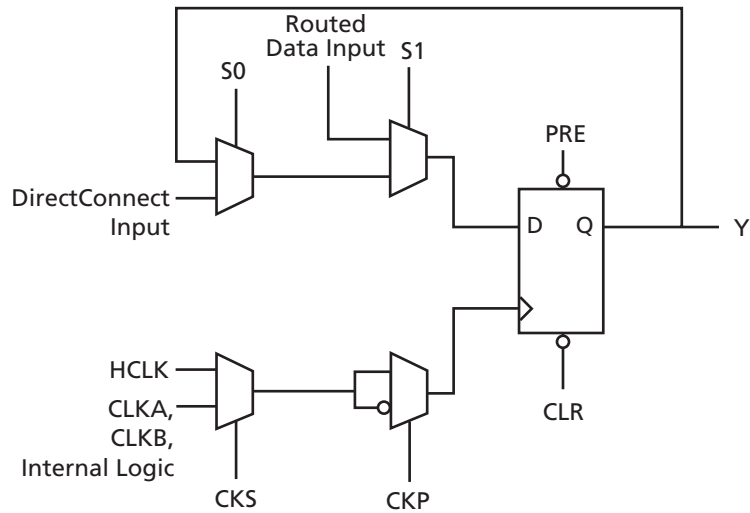 Routed
Data Input
S0
S1
PRE
DirectConnect
Input
D
Q
Y
HCLK
CLKA,
CLKB,
Internal Logic
CLR
CKS
CKP